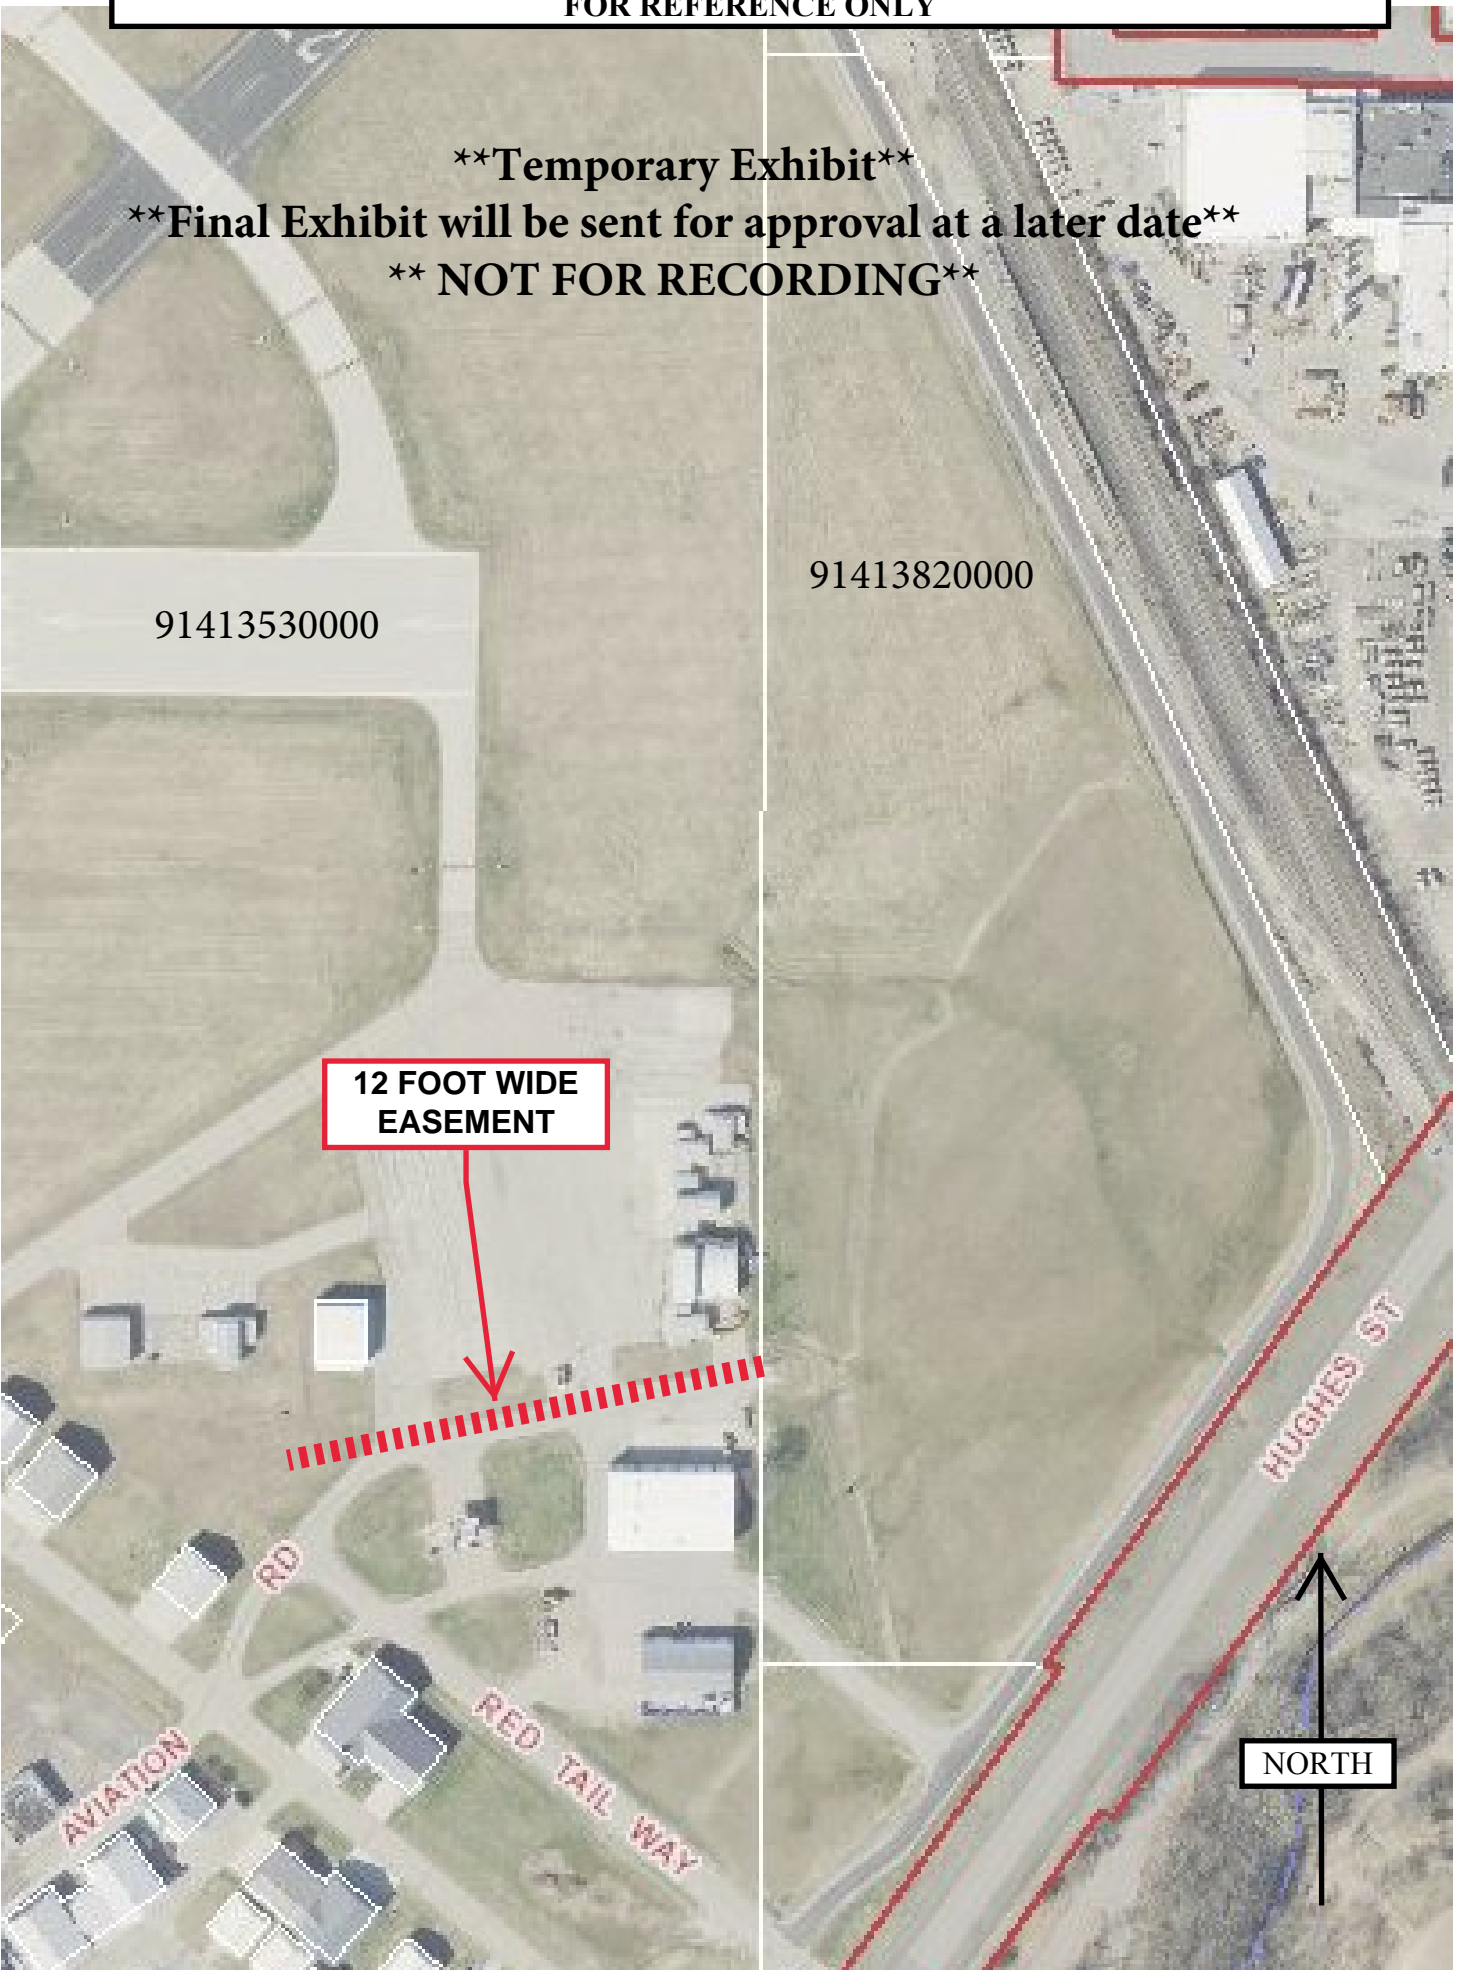 FOR REFERENCE ONLY
**Temporary Exhibit**
**Final Exhibit will be sent for approval at a later date**
** NOT FOR RECORDING**
91413820000
91413530000
12 FOOT WIDE
EASEMENT
HUGHES ST
RD
RED TAIL WAY
AVIATION
NORTH